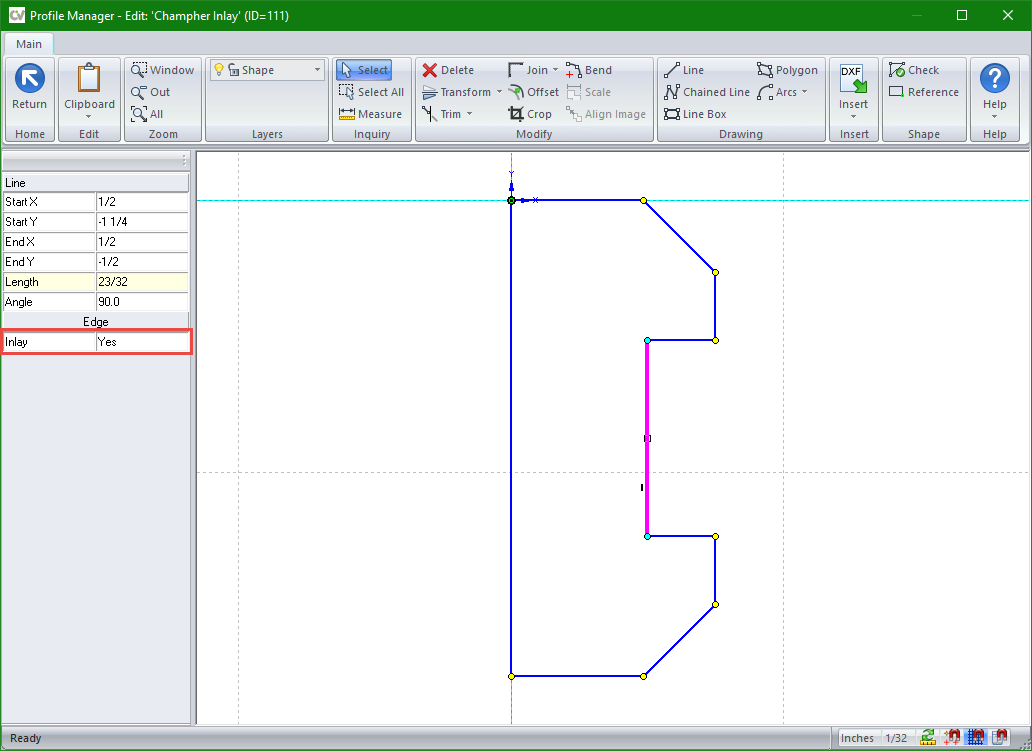 CV Profile Manager - Edit: 'Champher Inlay' (ID=111)
Main
Return
Home
Clipboard
Edit
Window
Out
All
Zoom
Shape
Layers
Select
Select All
Measure
Inquiry
Delete
Transform
Trim
Join
Offset
Crop
Bend
Scale
Align Image
Modify
Line
Chained Line
Line Box
Polygon
Arcs
Drawing
DXF
Insert
Insert
Check
Reference
Shape
?
Help
Help
Line
Start X 1/2
Start Y -1 1/4
End X 1/2
End Y -1/2
Length 23/32
Angle 90.0
Edge
Inlay Yes
Y
X
I
Ready
Inches 1/32